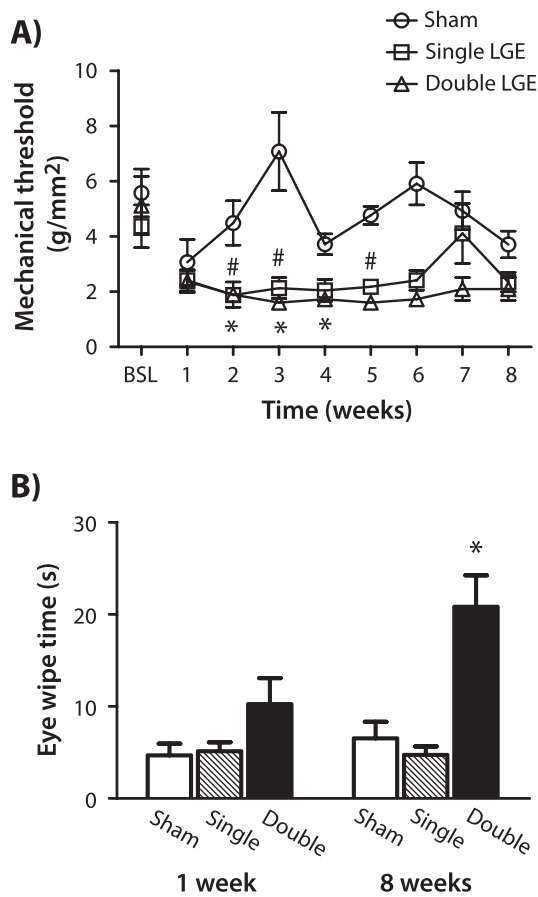 A)
Sham
Single LGE
Double LGE
Mechanical threshold
(g/mm²)
10
8
6
4
2
0
# # #
* * *
BSL 1 2 3 4 5 6 7 8
Time (weeks)
B)
Eye wipe time (s)
30
20
10
0
*
Sham Single Double Sham Single Double
1 week 8 weeks